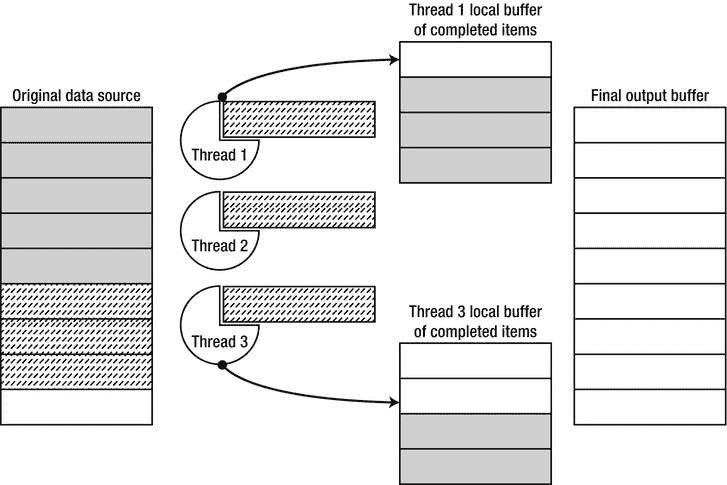 Thread 1 local buffer
of completed items
Original data source
Final output buffer
Thread 1
Thread 2
Thread 3 local buffer
of completed items
Thread 3